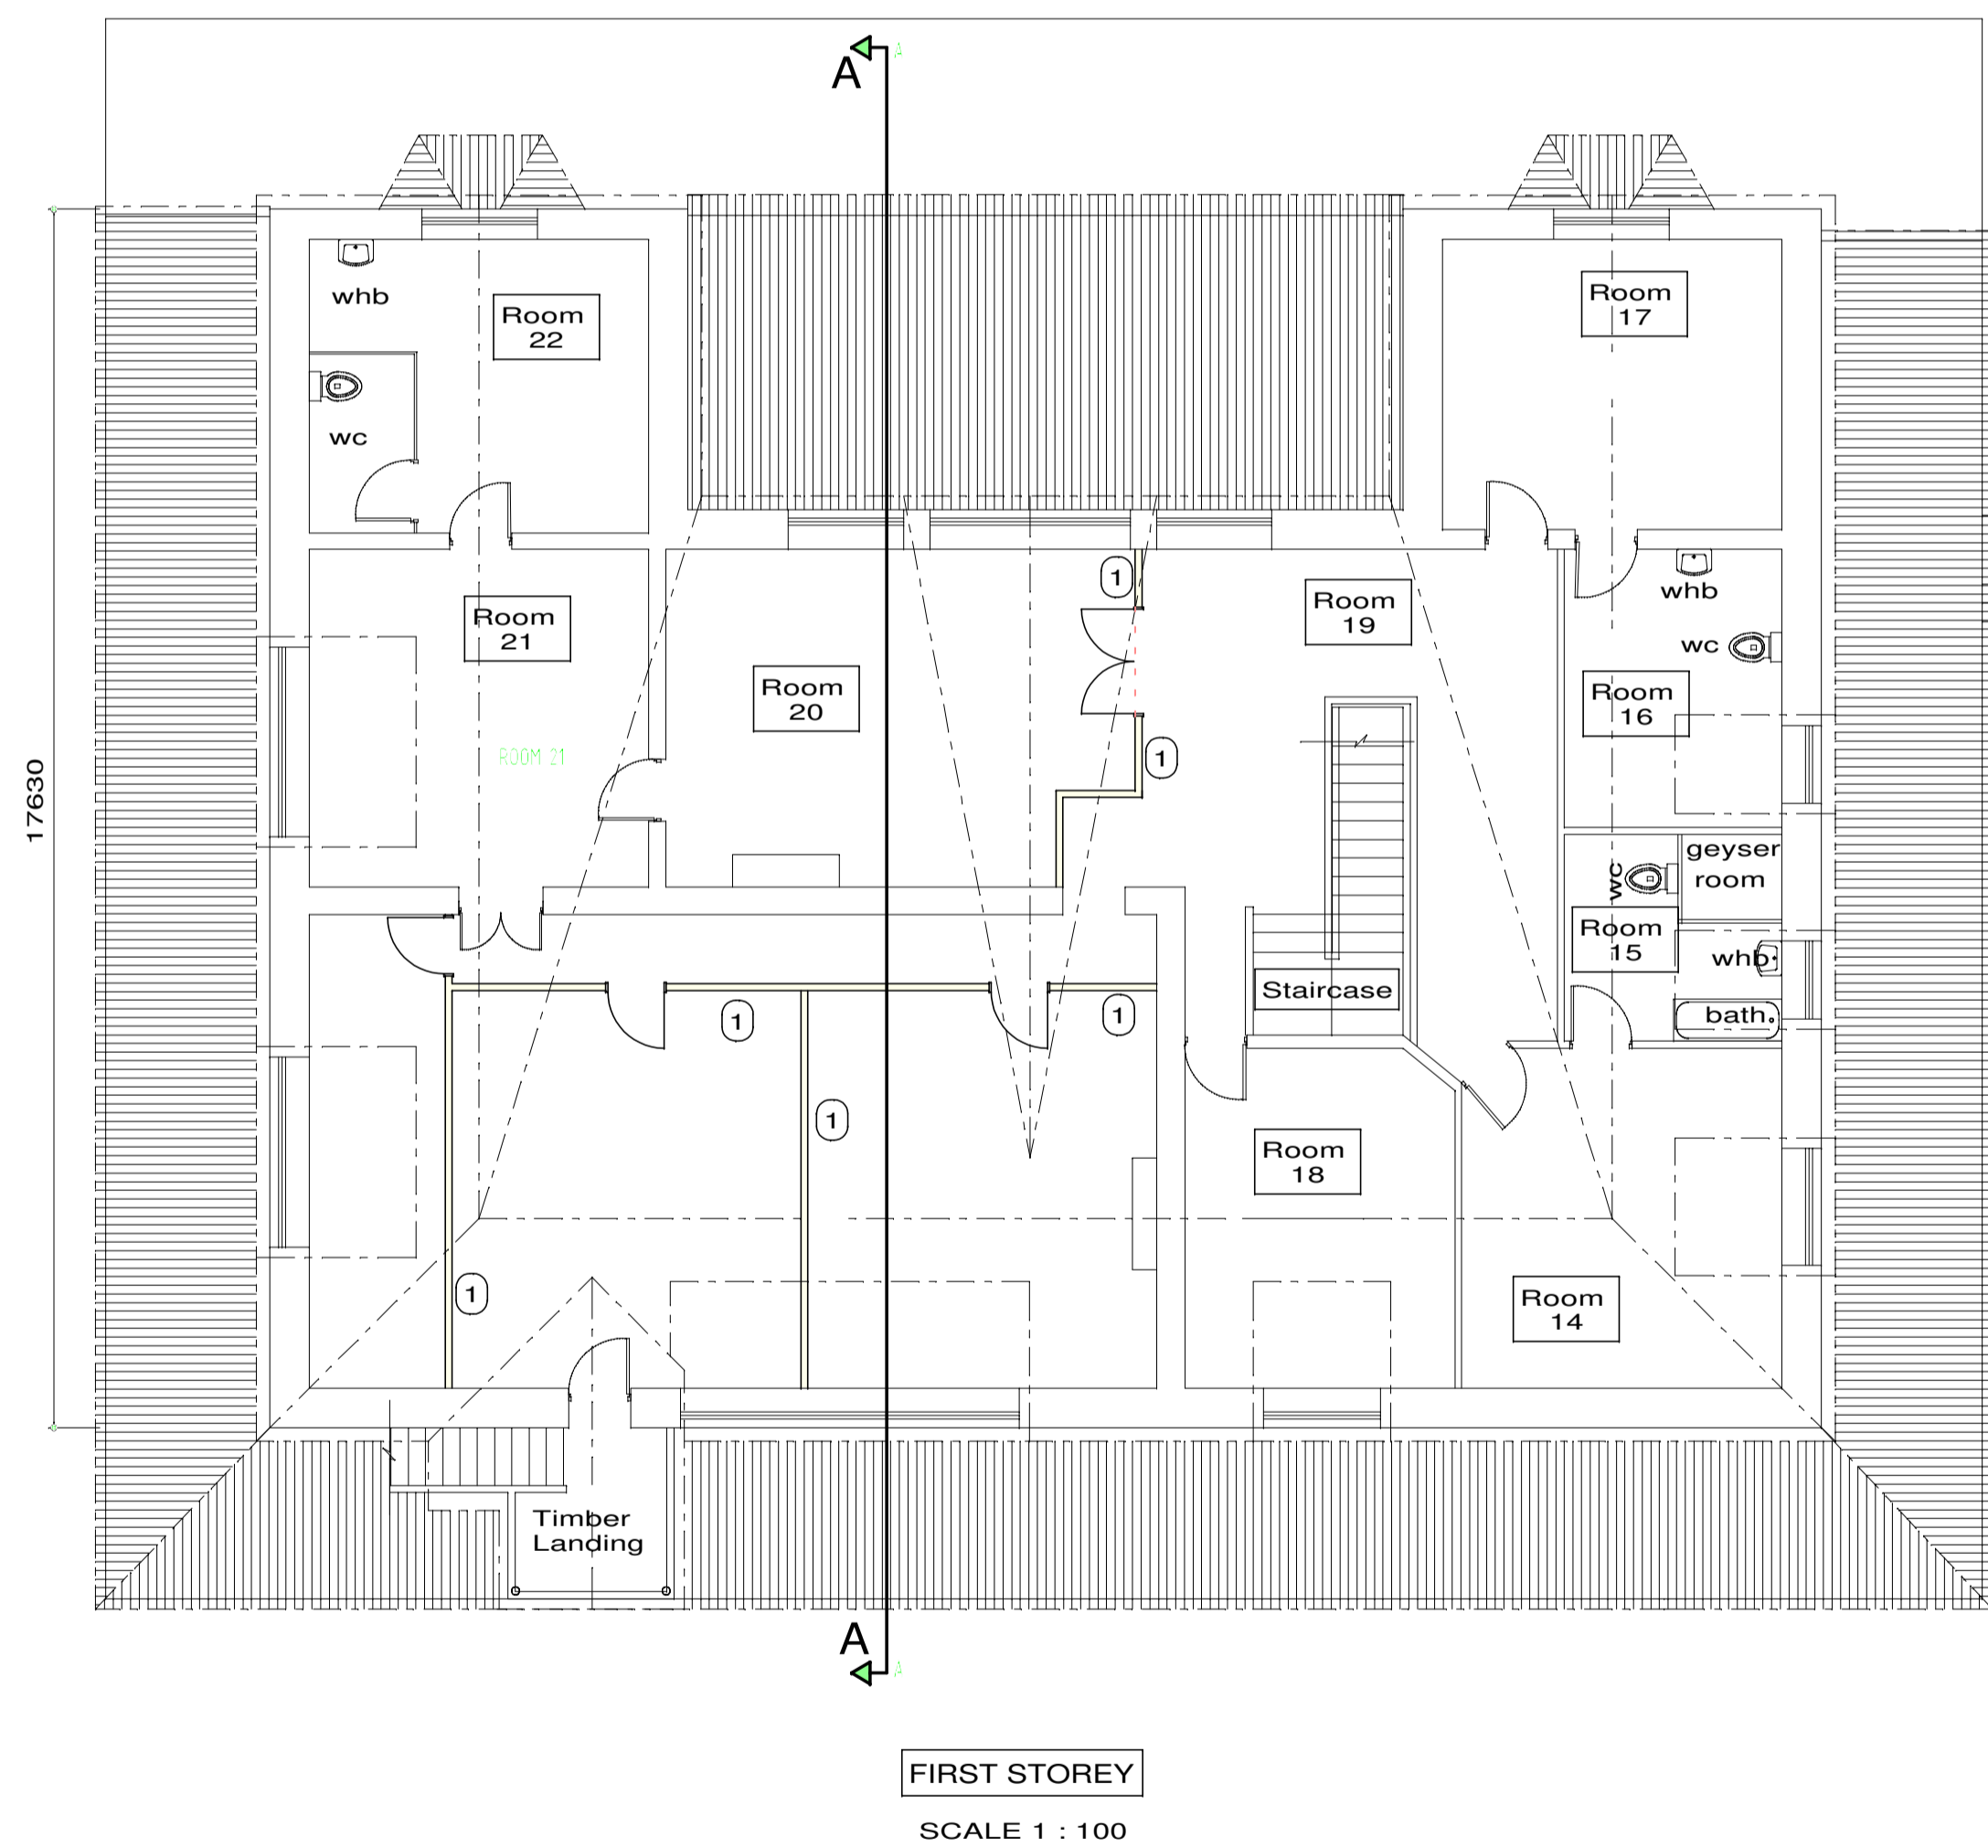 A
A
whb
Room
22
Room
17
wc
1
Room
21
Room
19
whb
wc
Room
20
Room
16
ROOM 21
1
17630
wc
geyser
room
Room
15
whb
Staircase
bath
1
1
1
Room
18
1
Room
14
Timber
Landing
A
A
FIRST STOREY
SCALE 1 : 100